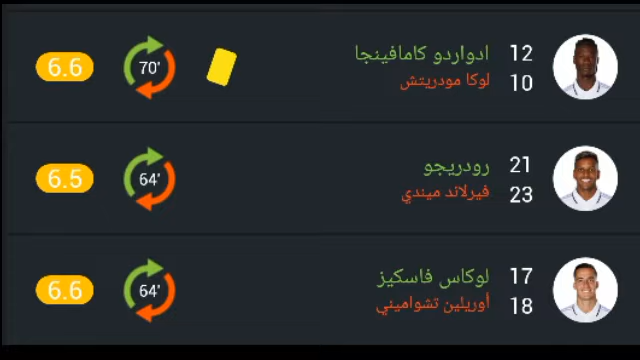 12 ادواردو كامافينجا 70' 6.6
10 لوكا مودريتش
21 رودريجو 64' 6.5
23 فيرلاند ميندي
17 لوكاس فاسكيز 64' 6.6
18 أوريلين تشواميني